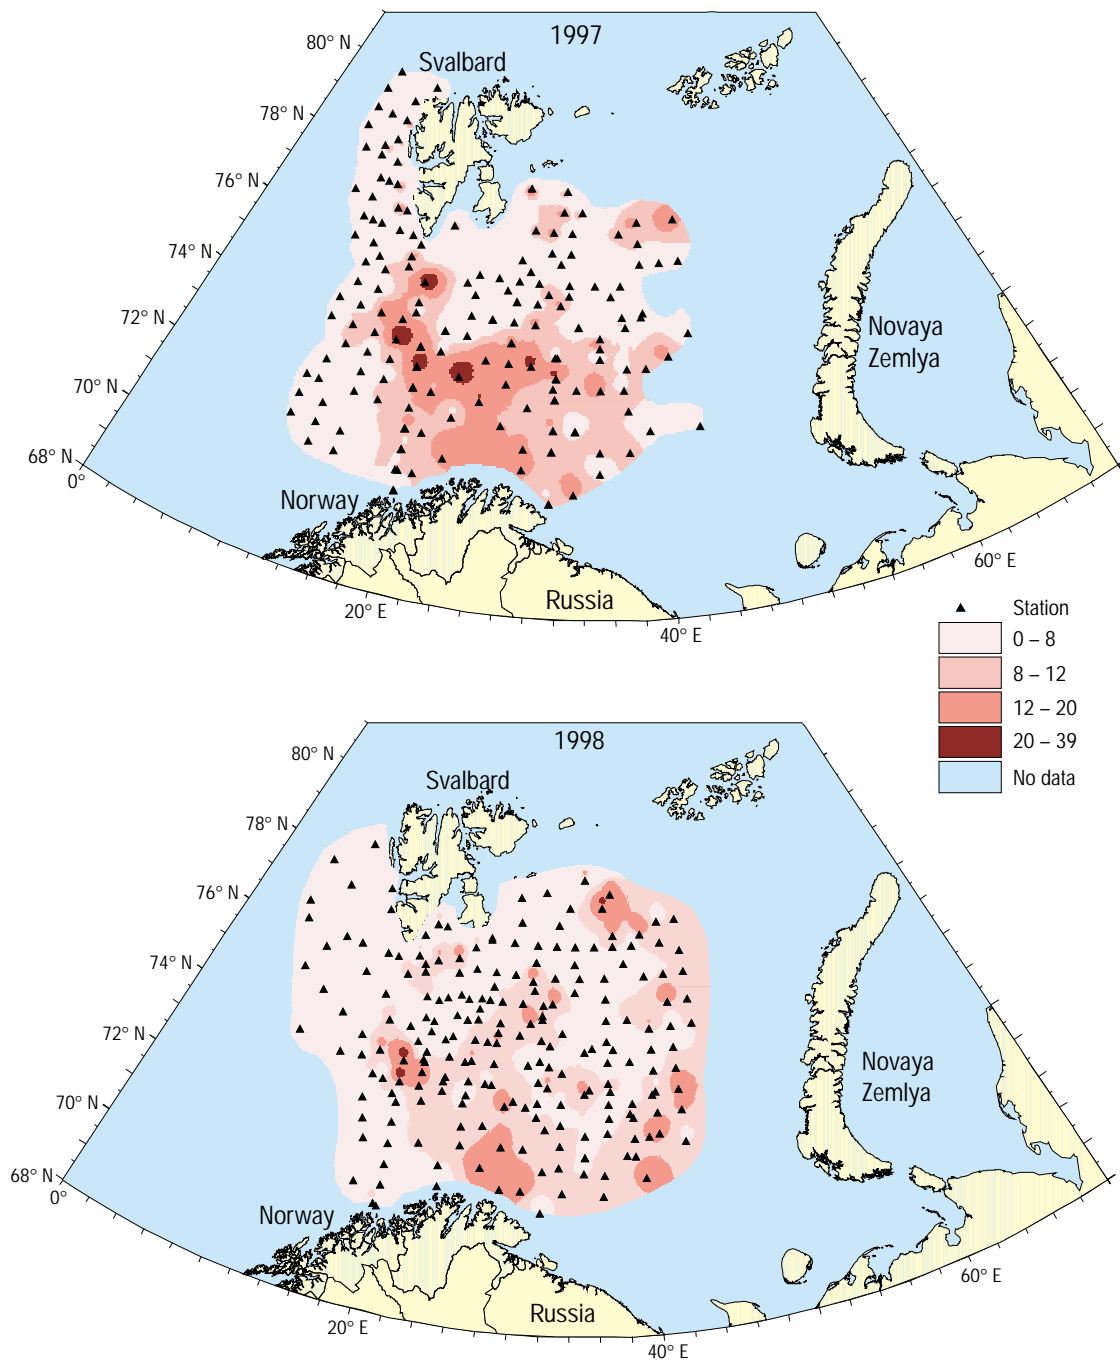 1997
80° N
Svalbard
78° N
76° N
74° N
72° N
Novaya
Zemlya
70° N
68° N
0°
Norway
60° E
20° E
Russia
40° E
Station
0 – 8
8 – 12
12 – 20
20 – 39
No data
1998
80° N
Svalbard
78° N
76° N
74° N
72° N
Novaya
Zemlya
70° N
68° N
0°
Norway
60° E
20° E
Russia
40° E